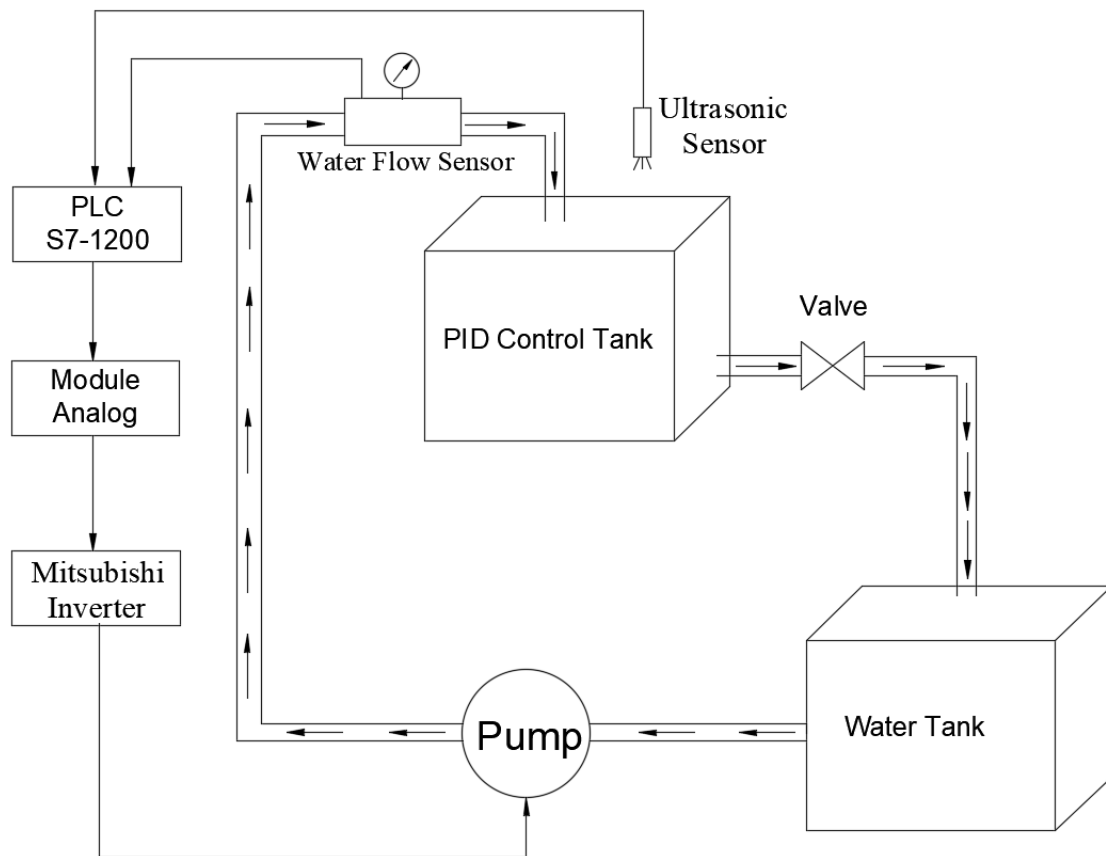 Ultrasonic
Sensor
Water Flow Sensor
PLC
S7-1200
PID Control Tank
Valve
Module
Analog
Mitsubishi
Inverter
Pump
Water Tank